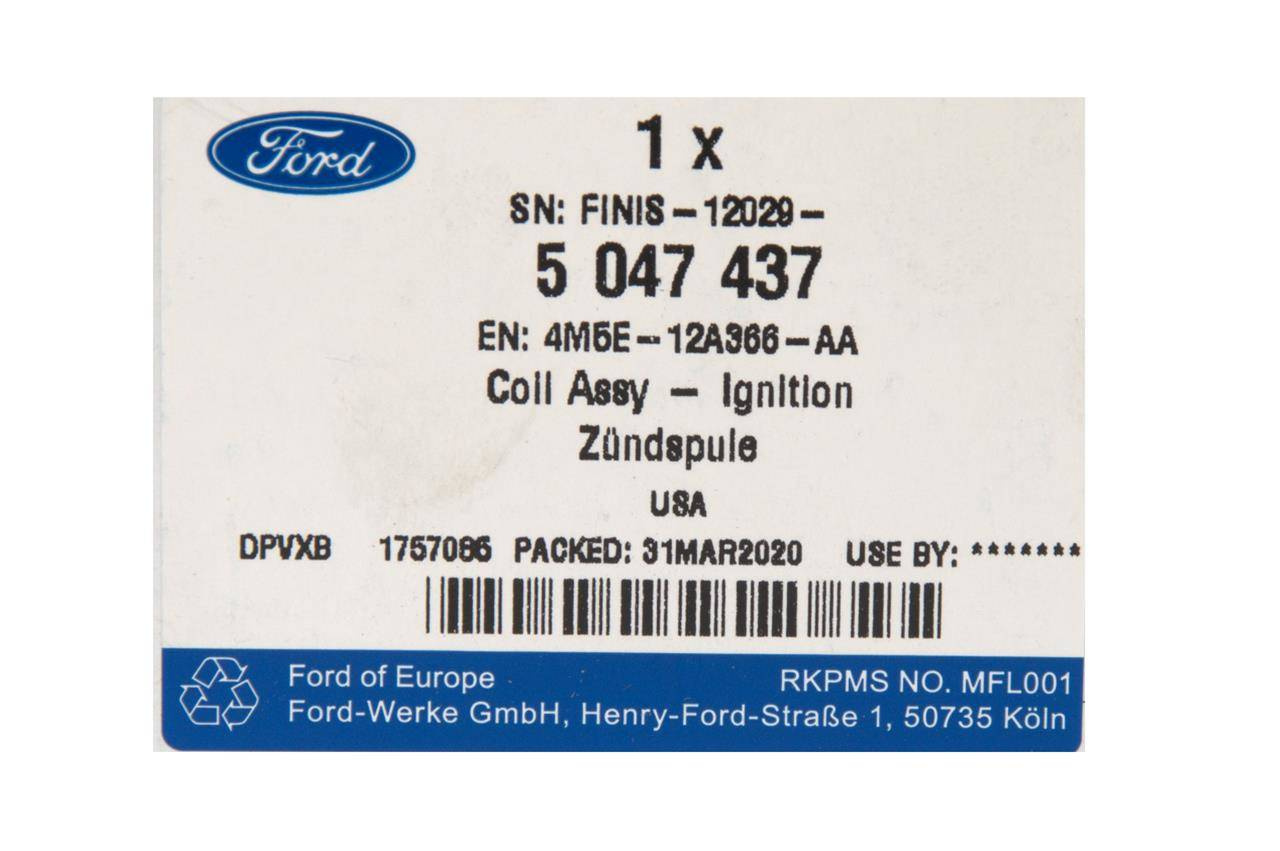 Ford
1 x
SN: FINIS-12029-
5 047 437
EN: 4M5E-12A366-AA
Coil Assy - Ignition
Zündspule
USA
DPVXB 1757086 PACKED: 31MAR2020 USE BY: *******
Ford of Europe RKPMS NO. MFL001
Ford-Werke GmbH, Henry-Ford-Straße 1, 50735 Köln